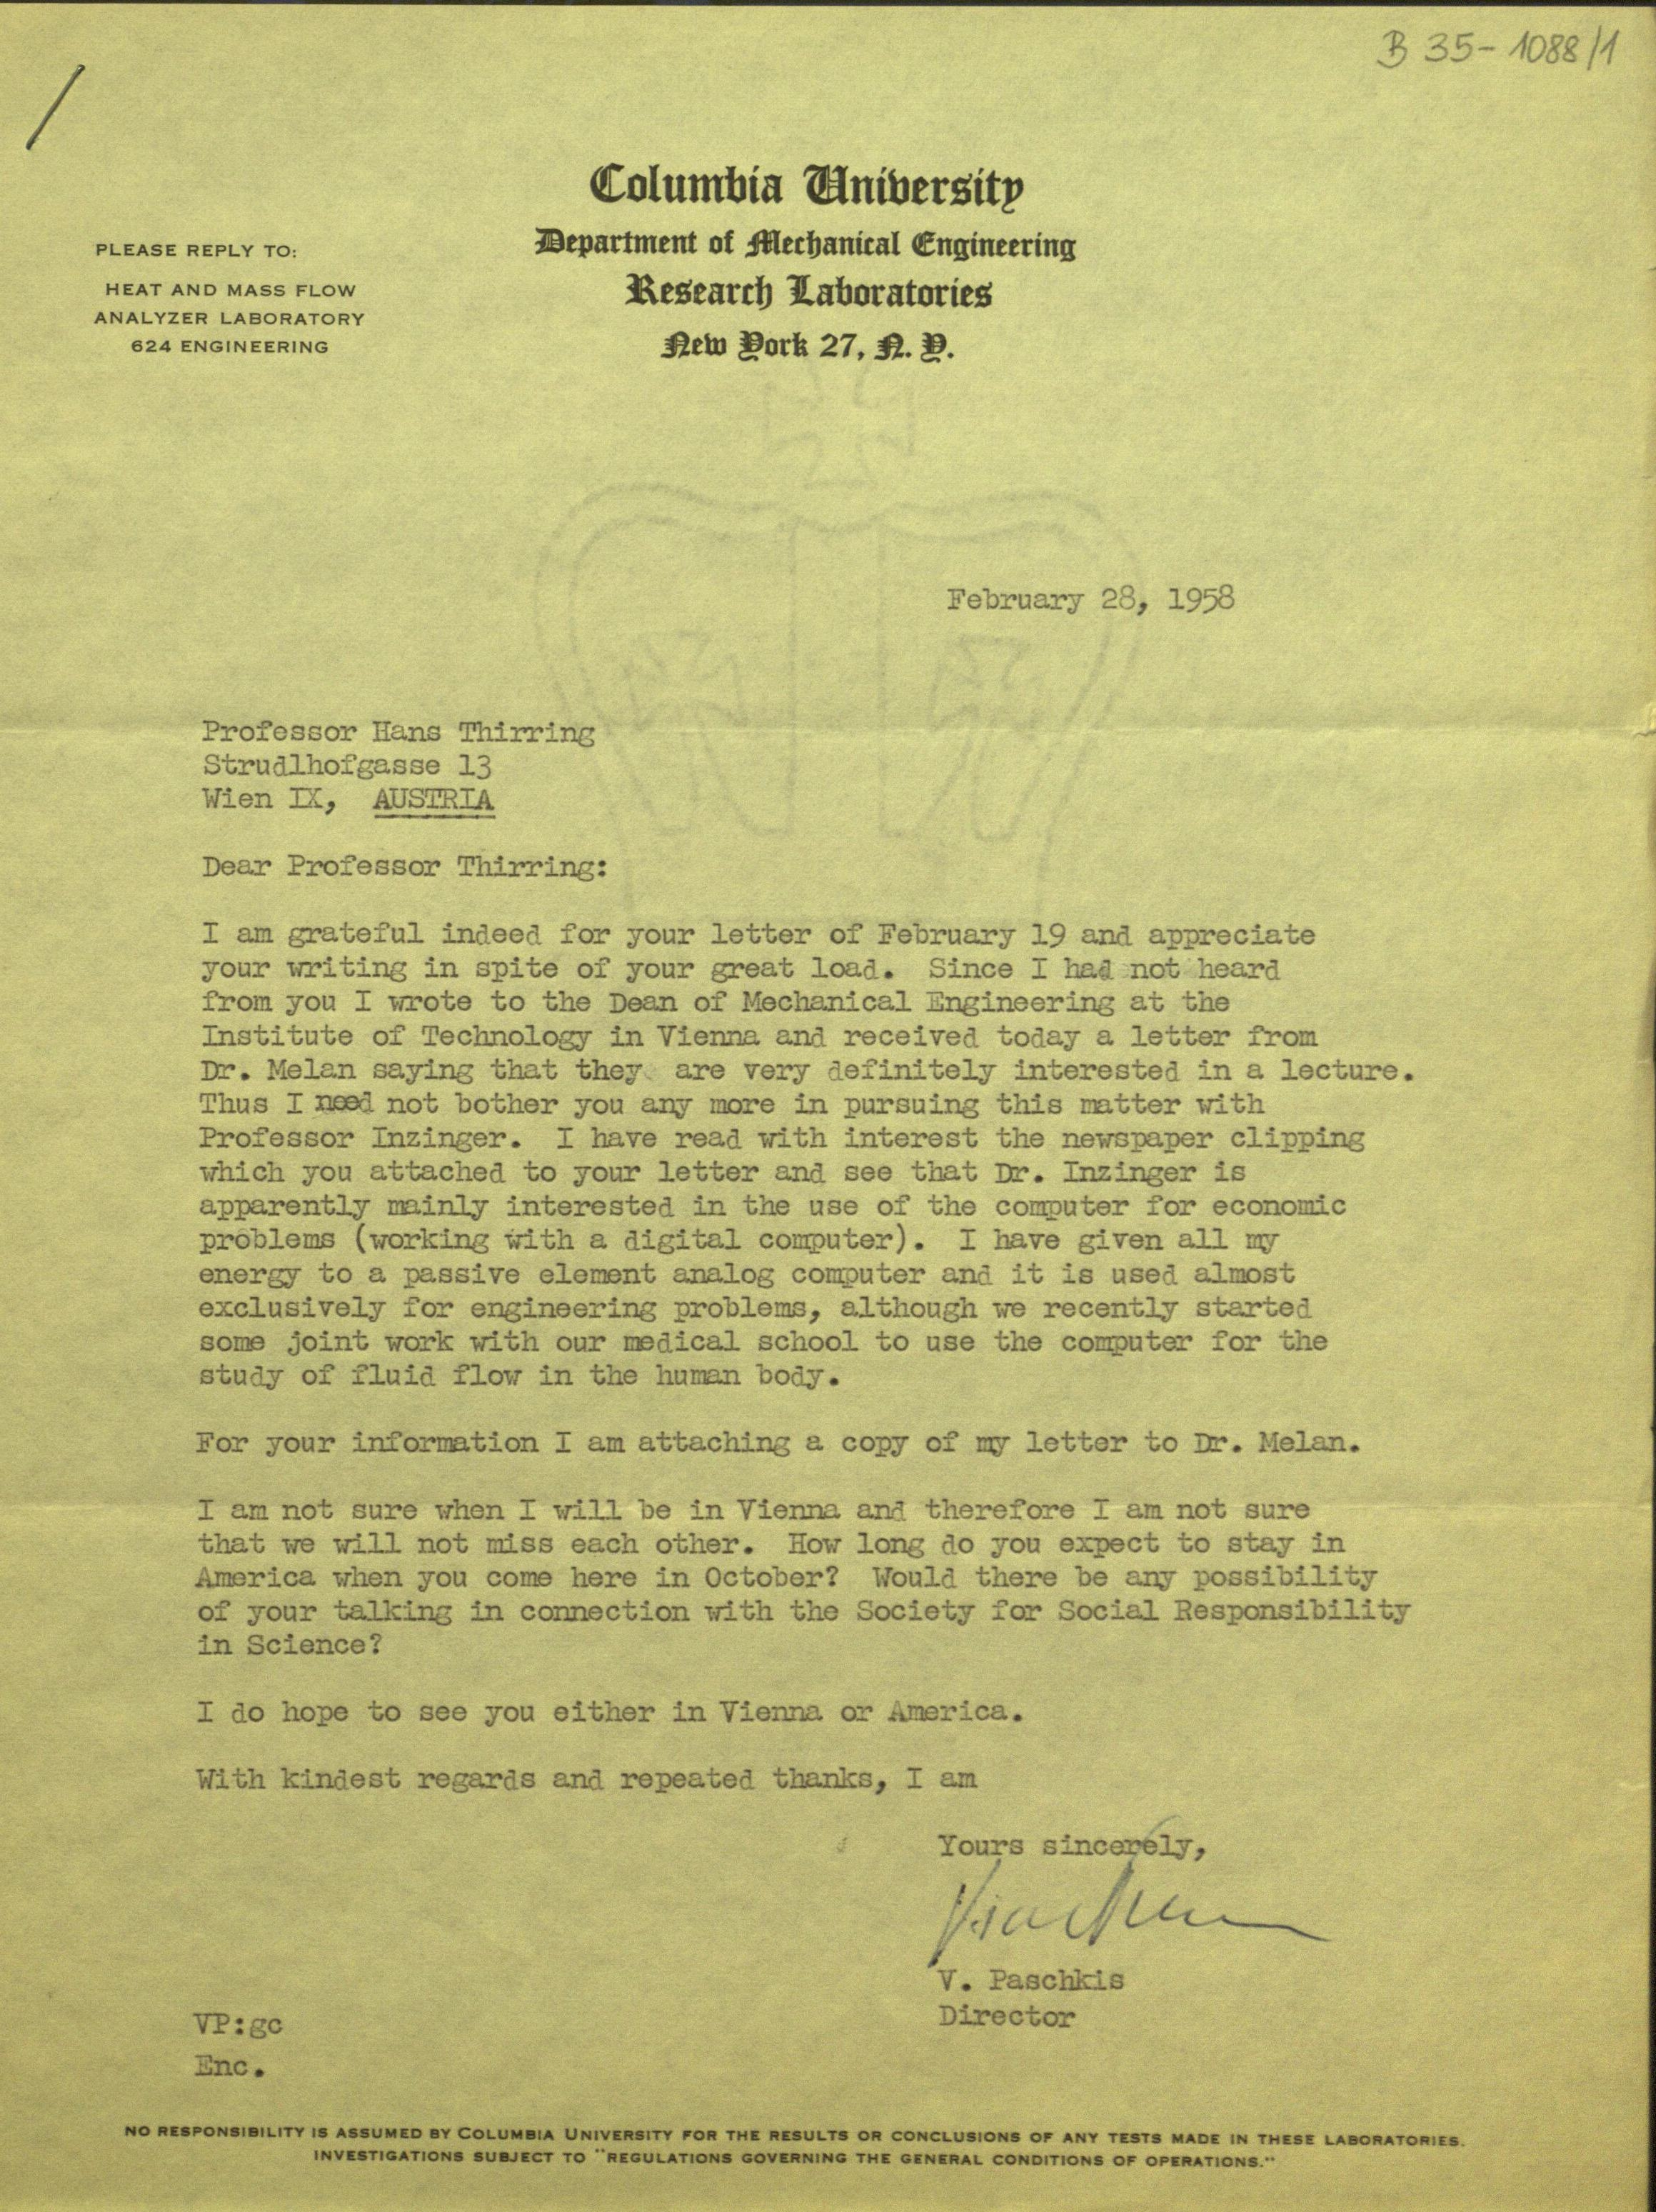 B 35-1088/1
Columbia University
Department of Mechanical Engineering
Research Laboratories
New York 27, N. Y.
PLEASE REPLY TO:
HEAT AND MASS FLOW
ANALYZER LABORATORY
624 ENGINEERING
February 28, 1958
Professor Hans Thirring
Strudlhofgasse 13
Wien IX, AUSTRIA
Dear Professor Thirring:
I am grateful indeed for your letter of February 19 and appreciate
your writing in spite of your great load. Since I had not heard
from you I wrote to the Dean of Mechanical Engineering at the
Institute of Technology in Vienna and received today a letter from
Dr. Melan saying that they are very definitely interested in a lecture.
Thus I need not bother you any more in pursuing this matter with
Professor Inzinger. I have read with interest the newspaper clipping
which you attached to your letter and see that Dr. Inzinger is
apparently mainly interested in the use of the computer for economic
problems (working with a digital computer). I have given all my
energy to a passive element analog computer and it is used almost
exclusively for engineering problems, although we recently started
some joint work with our medical school to use the computer for the
study of fluid flow in the human body.
For your information I am attaching a copy of my letter to Dr. Melan.
I am not sure when I will be in Vienna and therefore I am not sure
that we will not miss each other. How long do you expect to stay in
America when you come here in October? Would there be any possibility
of your talking in connection with the Society for Social Responsibility
in Science?
I do hope to see you either in Vienna or America.
With kindest regards and repeated thanks, I am
Yours sincerely,
V. Paschkis
Director
VP:gc
Enc.
NO RESPONSIBILITY IS ASSUMED BY COLUMBIA UNIVERSITY FOR THE RESULTS OR CONCLUSIONS OF ANY TESTS MADE IN THESE LABORATORIES.
INVESTIGATIONS SUBJECT TO "REGULATIONS GOVERNING THE GENERAL CONDITIONS OF OPERATIONS."